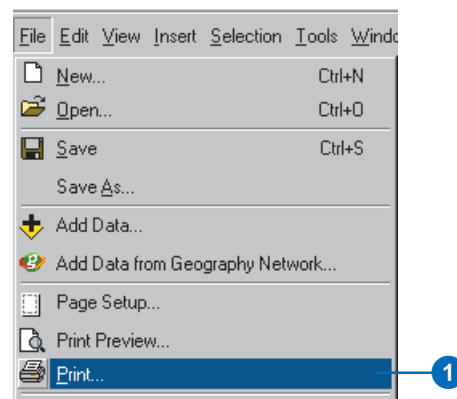 File Edit View Insert Selection Tools
New... Ctrl+N
Open... Ctrl+O
Save Ctrl+S
Save As...
Add Data...
Add Data from Geography Network...
Page Setup...
Print Preview...
Print... 1